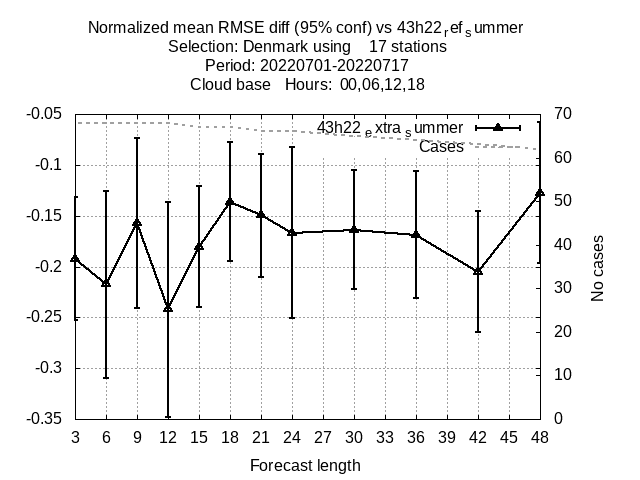 Normalized mean RMSE diff (95% conf) vs 43h22refsummer
Selection: Denmark using 17 stations
Period: 20220701-20220717
Cloud base Hours: 00,06,12,18
43h22extrasummer
Cases
-0.05
-0.1
-0.15
-0.2
-0.25
-0.3
-0.35
70
60
50
40
30
20
10
0
No cases
3 6 9 12 15 18 21 24 27 30 33 36 39 42 45 48
Forecast length